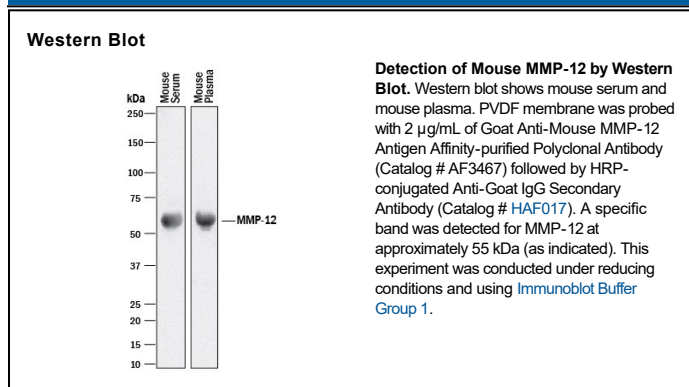 Western Blot
Mouse Serum
Mouse Plasma
kDa
250
150
100
75
50
37
25
20
15
10
MMP-12
Detection of Mouse MMP-12 by Western
Blot. Western blot shows mouse serum and
mouse plasma. PVDF membrane was probed
with 2 µg/mL of Goat Anti-Mouse MMP-12
Antigen Affinity-purified Polyclonal Antibody
(Catalog # AF3467) followed by HRP-
conjugated Anti-Goat IgG Secondary
Antibody (Catalog # HAF017). A specific
band was detected for MMP-12 at
approximately 55 kDa (as indicated). This
experiment was conducted under reducing
conditions and using Immunoblot Buffer
Group 1.